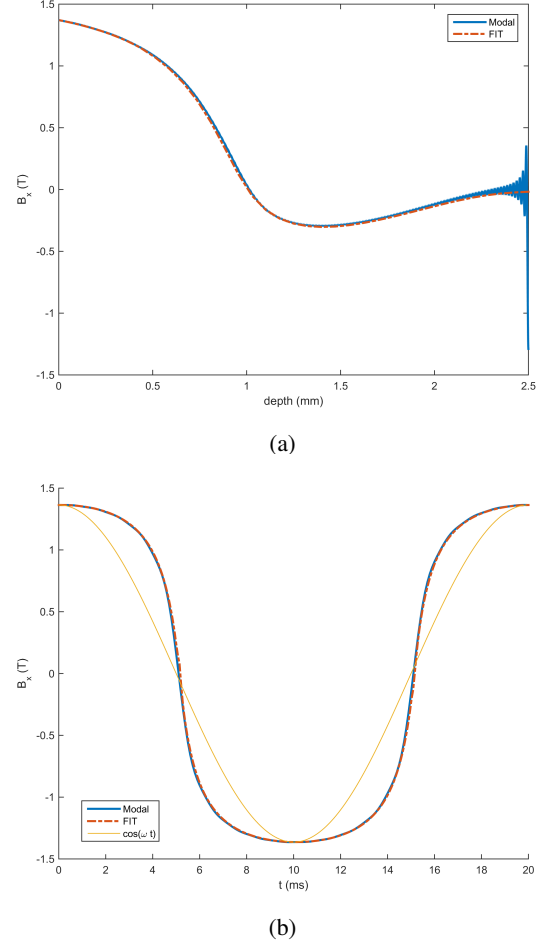 1.5
1
0.5
0
-0.5
-1
-1.5
B_x (T)
Modal
FIT
0 0.5 1 1.5 2 2.5
depth (mm)
(a)
1.5
1
0.5
0
-0.5
-1
-1.5
B_x (T)
Modal
FIT
cos(ω t)
0 2 4 6 8 10 12 14 16 18 20
t (ms)
(b)